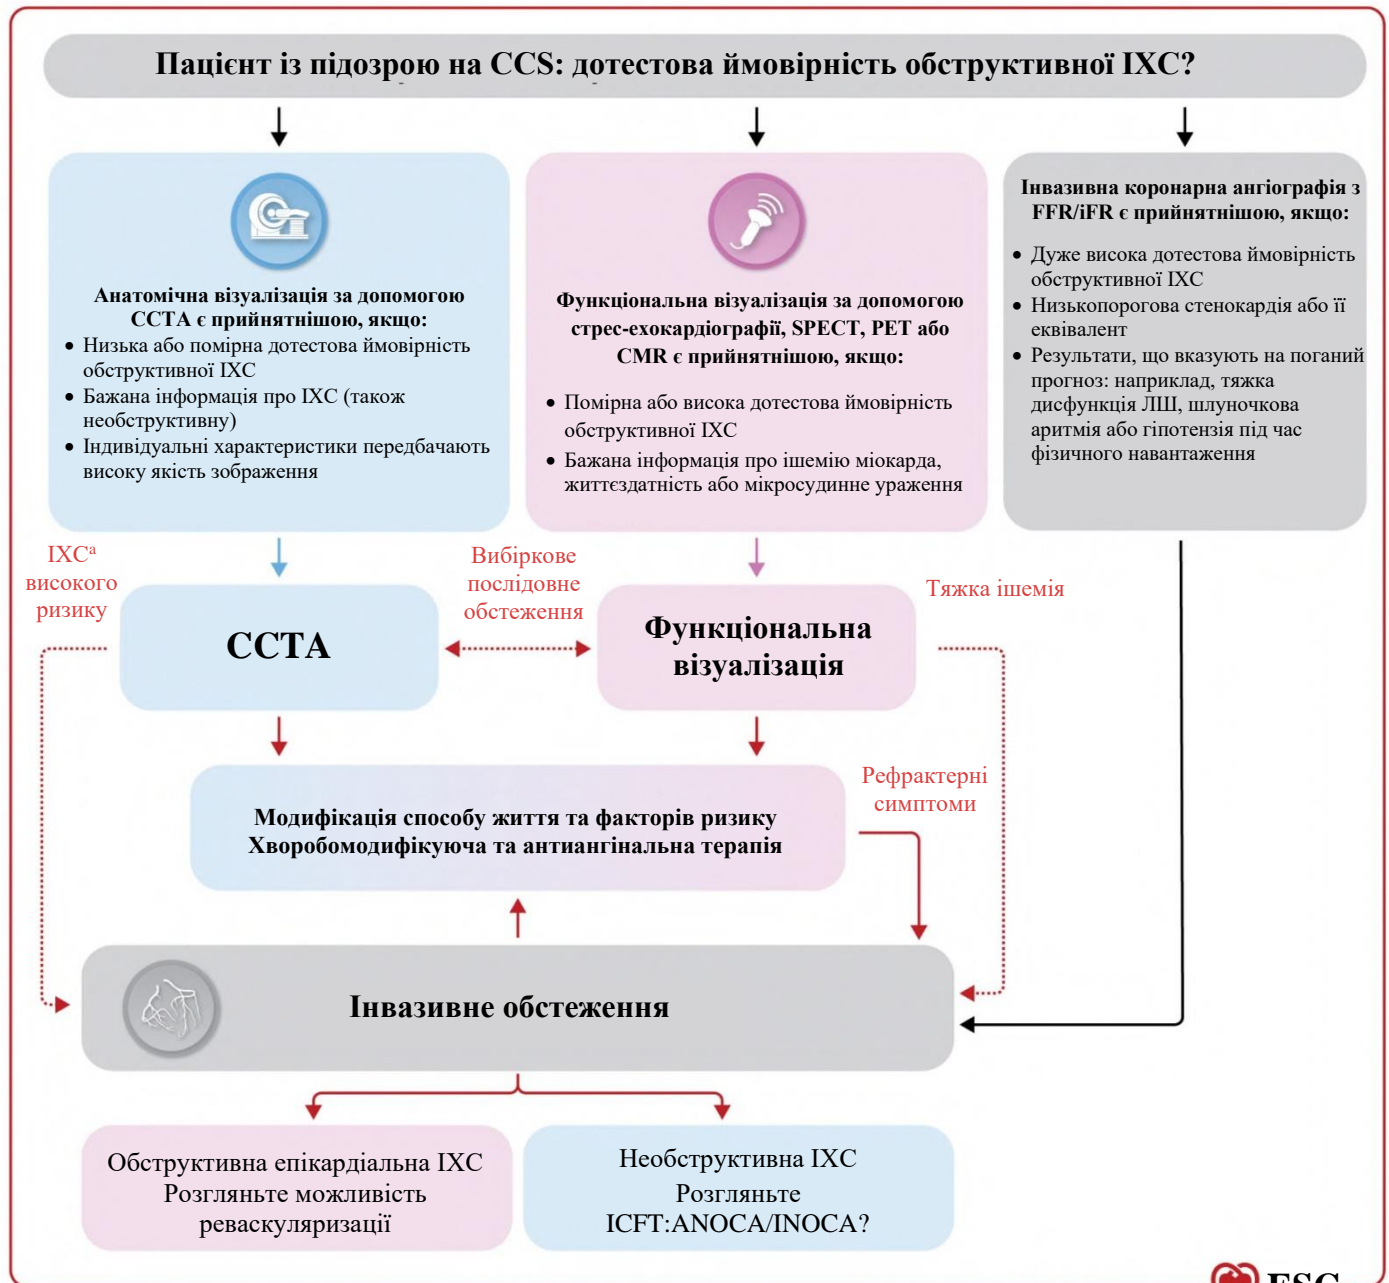 Пацієнт із підозрою на CCS: дотестова ймовірність обструктивної ІХС?
Анатомічна візуалізація за допомогою
ССТА є прийнятнішою, якщо:
• Низька або помірна дотестова ймовірність
обструктивної ІХС
• Бажана інформація про ІХС (також
необструктивну)
• Індивідуальні характеристики передбачають
високу якість зображення
Функціональна візуалізація за допомогою
стрес-ехокардіографії, SPECT, PET або
CMR є прийнятнішою, якщо:
• Помірна або висока дотестова ймовірність
обструктивної ІХС
• Бажана інформація про ішемію міокарда,
життєздатність або мікросудинне ураження
Інвазивна коронарна ангіографія з
FFR/iFR є прийнятнішою, якщо:
• Дуже висока дотестова ймовірність
обструктивної ІХС
• Низькопорогова стенокардія або її
еквівалент
• Результати, що вказують на поганий
прогноз: наприклад, тяжка
дисфункція ЛШ, шлуночкова
аритмія або гіпотензія під час
фізичного навантаження
ІХСᵃ
високого
ризику
ССТА
Вибіркове
послідовне
обстеження
Функціональна
візуалізація
Тяжка ішемія
Модифікація способу життя та факторів ризику
Хворобомодифікуюча та антиангінальна терапія
Рефрактерні
симптоми
Інвазивне обстеження
Обструктивна епікардіальна ІХС
Розгляньте можливість
реваскуляризації
Необструктивна ІХС
Розгляньте
ICFT:ANOCA/INOCA?
ESC